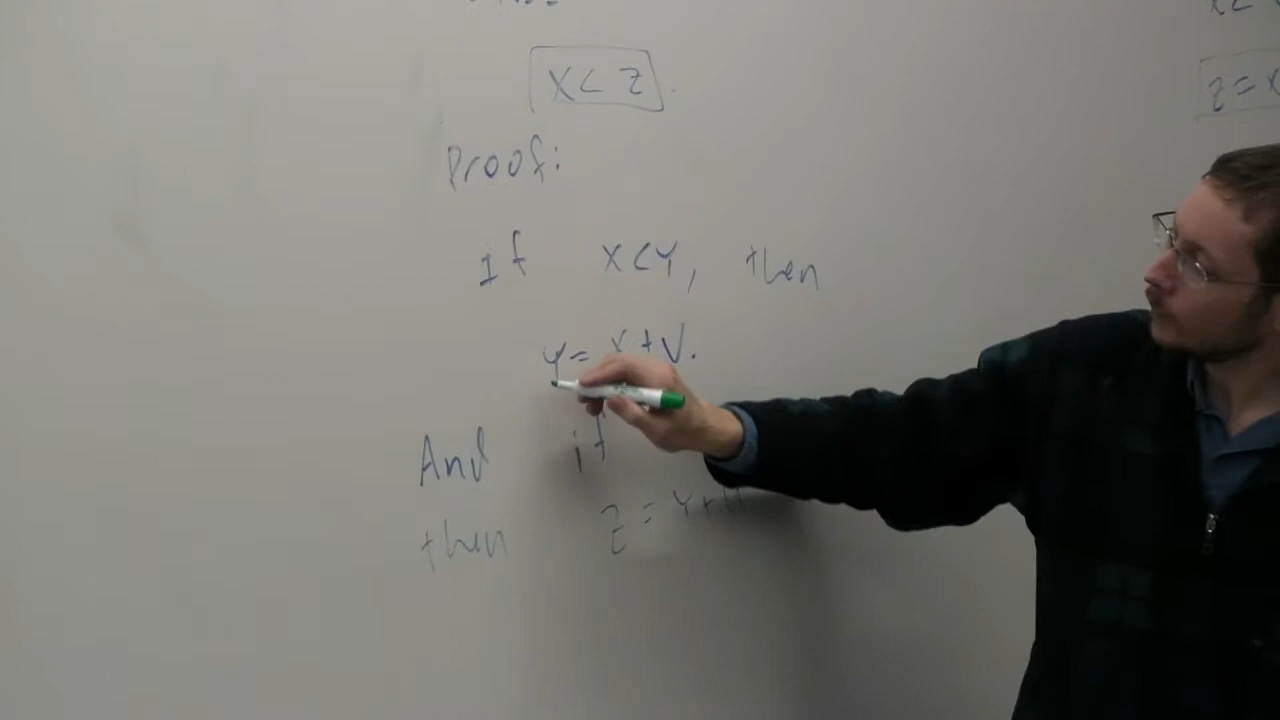 x < z
x < z .
z = x
Proof:
If x < y, then
y = x + v.
And if
then z = y + u